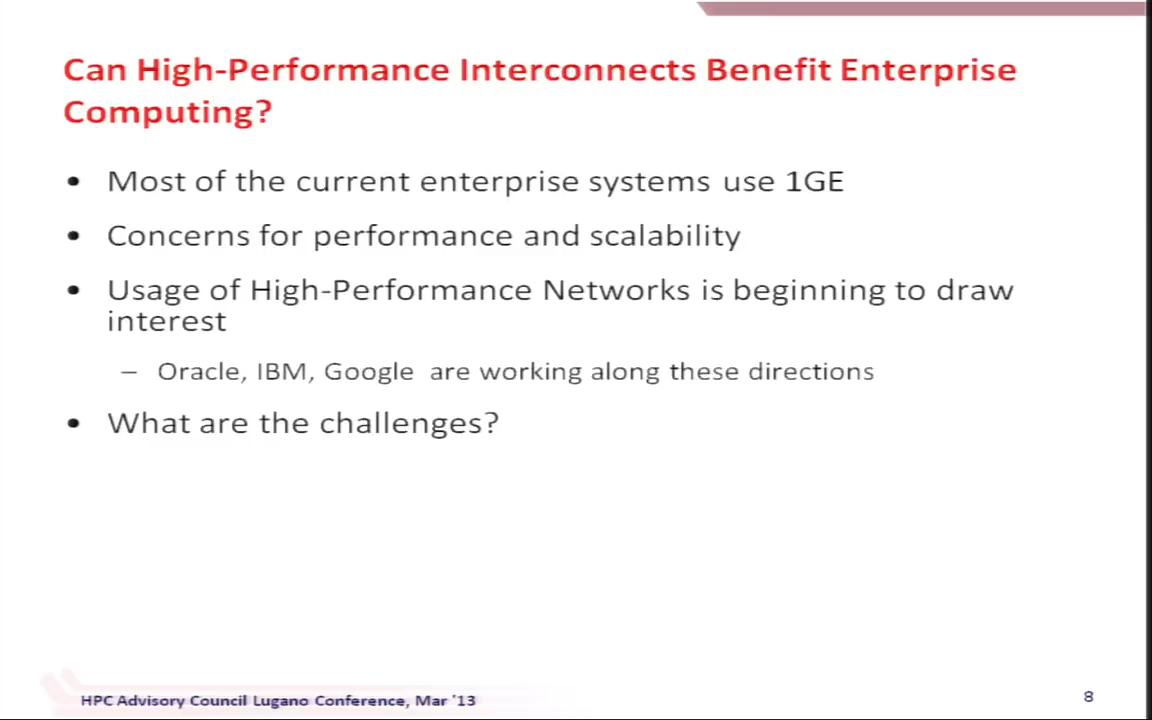 Can High-Performance Interconnects Benefit Enterprise
Computing?
• Most of the current enterprise systems use 1GE
• Concerns for performance and scalability
• Usage of High-Performance Networks is beginning to draw
interest
– Oracle, IBM, Google are working along these directions
• What are the challenges?
HPC Advisory Council Lugano Conference, Mar '13
8